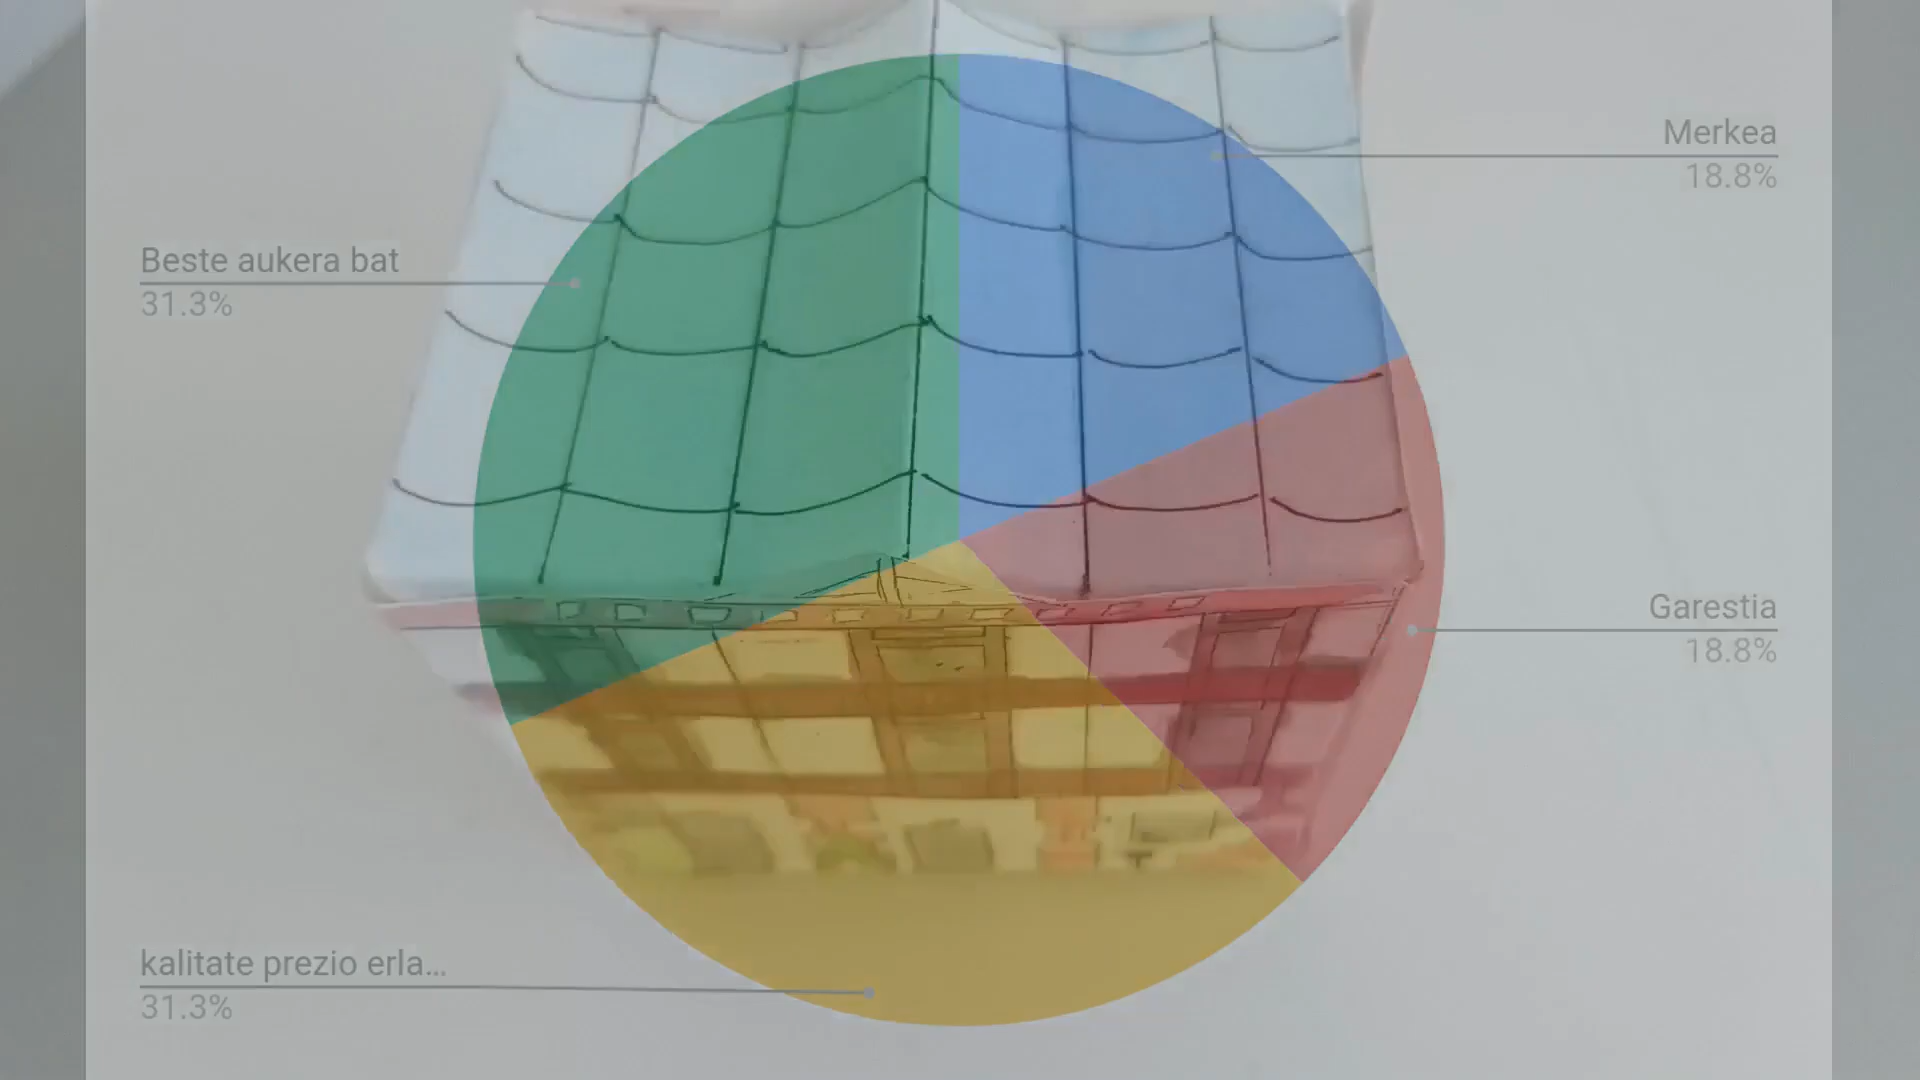 Merkea
18.8%
Beste aukera bat
31.3%
Garestia
18.8%
kalitate prezio erla...
31.3%